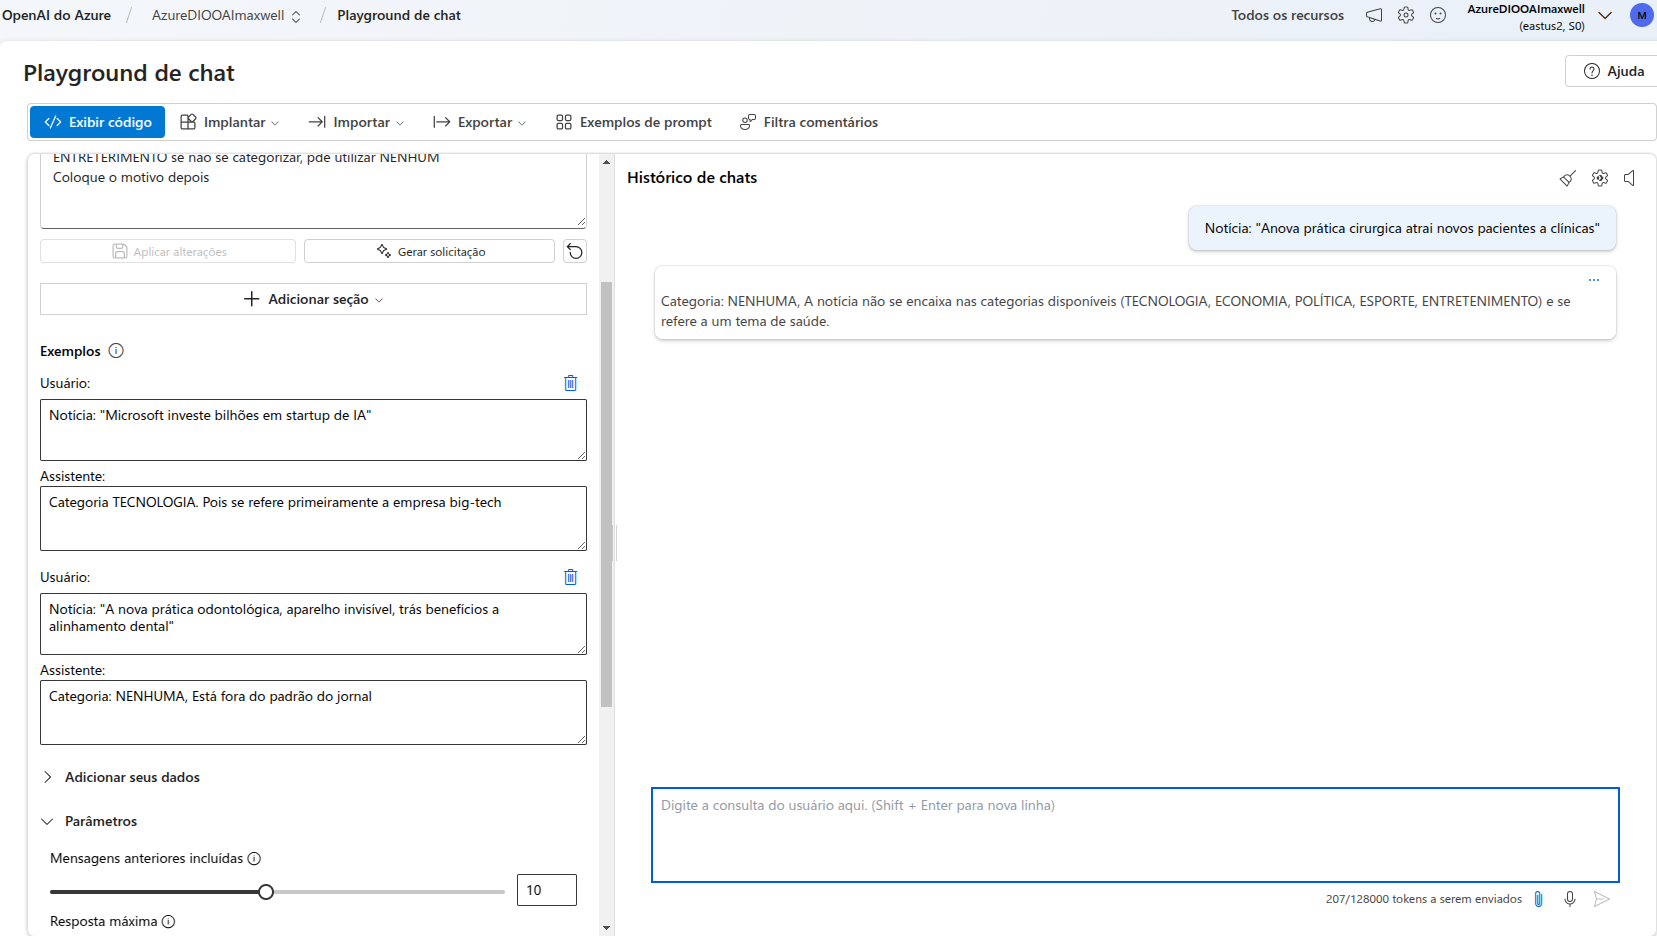 OpenAI do Azure / AzureDIOOAImaxwell / Playground de chat
Todos os recursos
AzureDIOOAImaxwell
(eastus2, S0)
M
Playground de chat
Ajuda
Exibir código
Implantar
Importar
Exportar
Exemplos de prompt
Filtra comentários
ENTRETERIMENTO se não se categorizar, pde utilizar NENHUM
Coloque o motivo depois
Aplicar alterações
Gerar solicitação
Adicionar seção
Exemplos
Usuário:
Notícia: "Microsoft investe bilhões em startup de IA"
Assistente:
Categoria TECNOLOGIA. Pois se refere primeiramente a empresa big-tech
Usuário:
Notícia: "A nova prática odontológica, aparelho invisível, trás benefícios a
alinhamento dental"
Assistente:
Categoria: NENHUMA, Está fora do padrão do jornal
Adicionar seus dados
Parâmetros
Mensagens anteriores incluídas
10
Resposta máxima
Histórico de chats
Notícia: "Anova prática cirurgica atrai novos pacientes a clínicas"
Categoria: NENHUMA, A notícia não se encaixa nas categorias disponíveis (TECNOLOGIA, ECONOMIA, POLÍTICA, ESPORTE, ENTRETENIMENTO) e se
refere a um tema de saúde.
Digite a consulta do usuário aqui. (Shift + Enter para nova linha)
207/128000 tokens a serem enviados